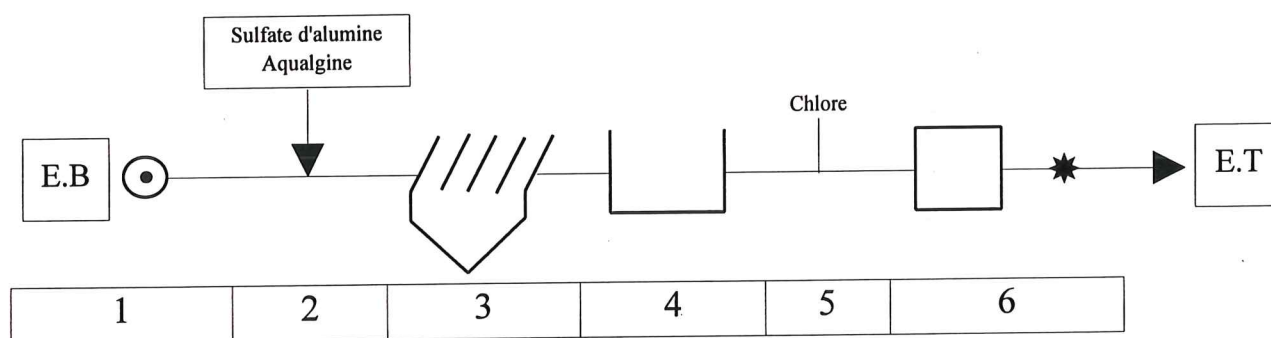 Sulfate d'alumine
Aqualgine
Chlore
E.B
E.T
1 2 3 4 5 6